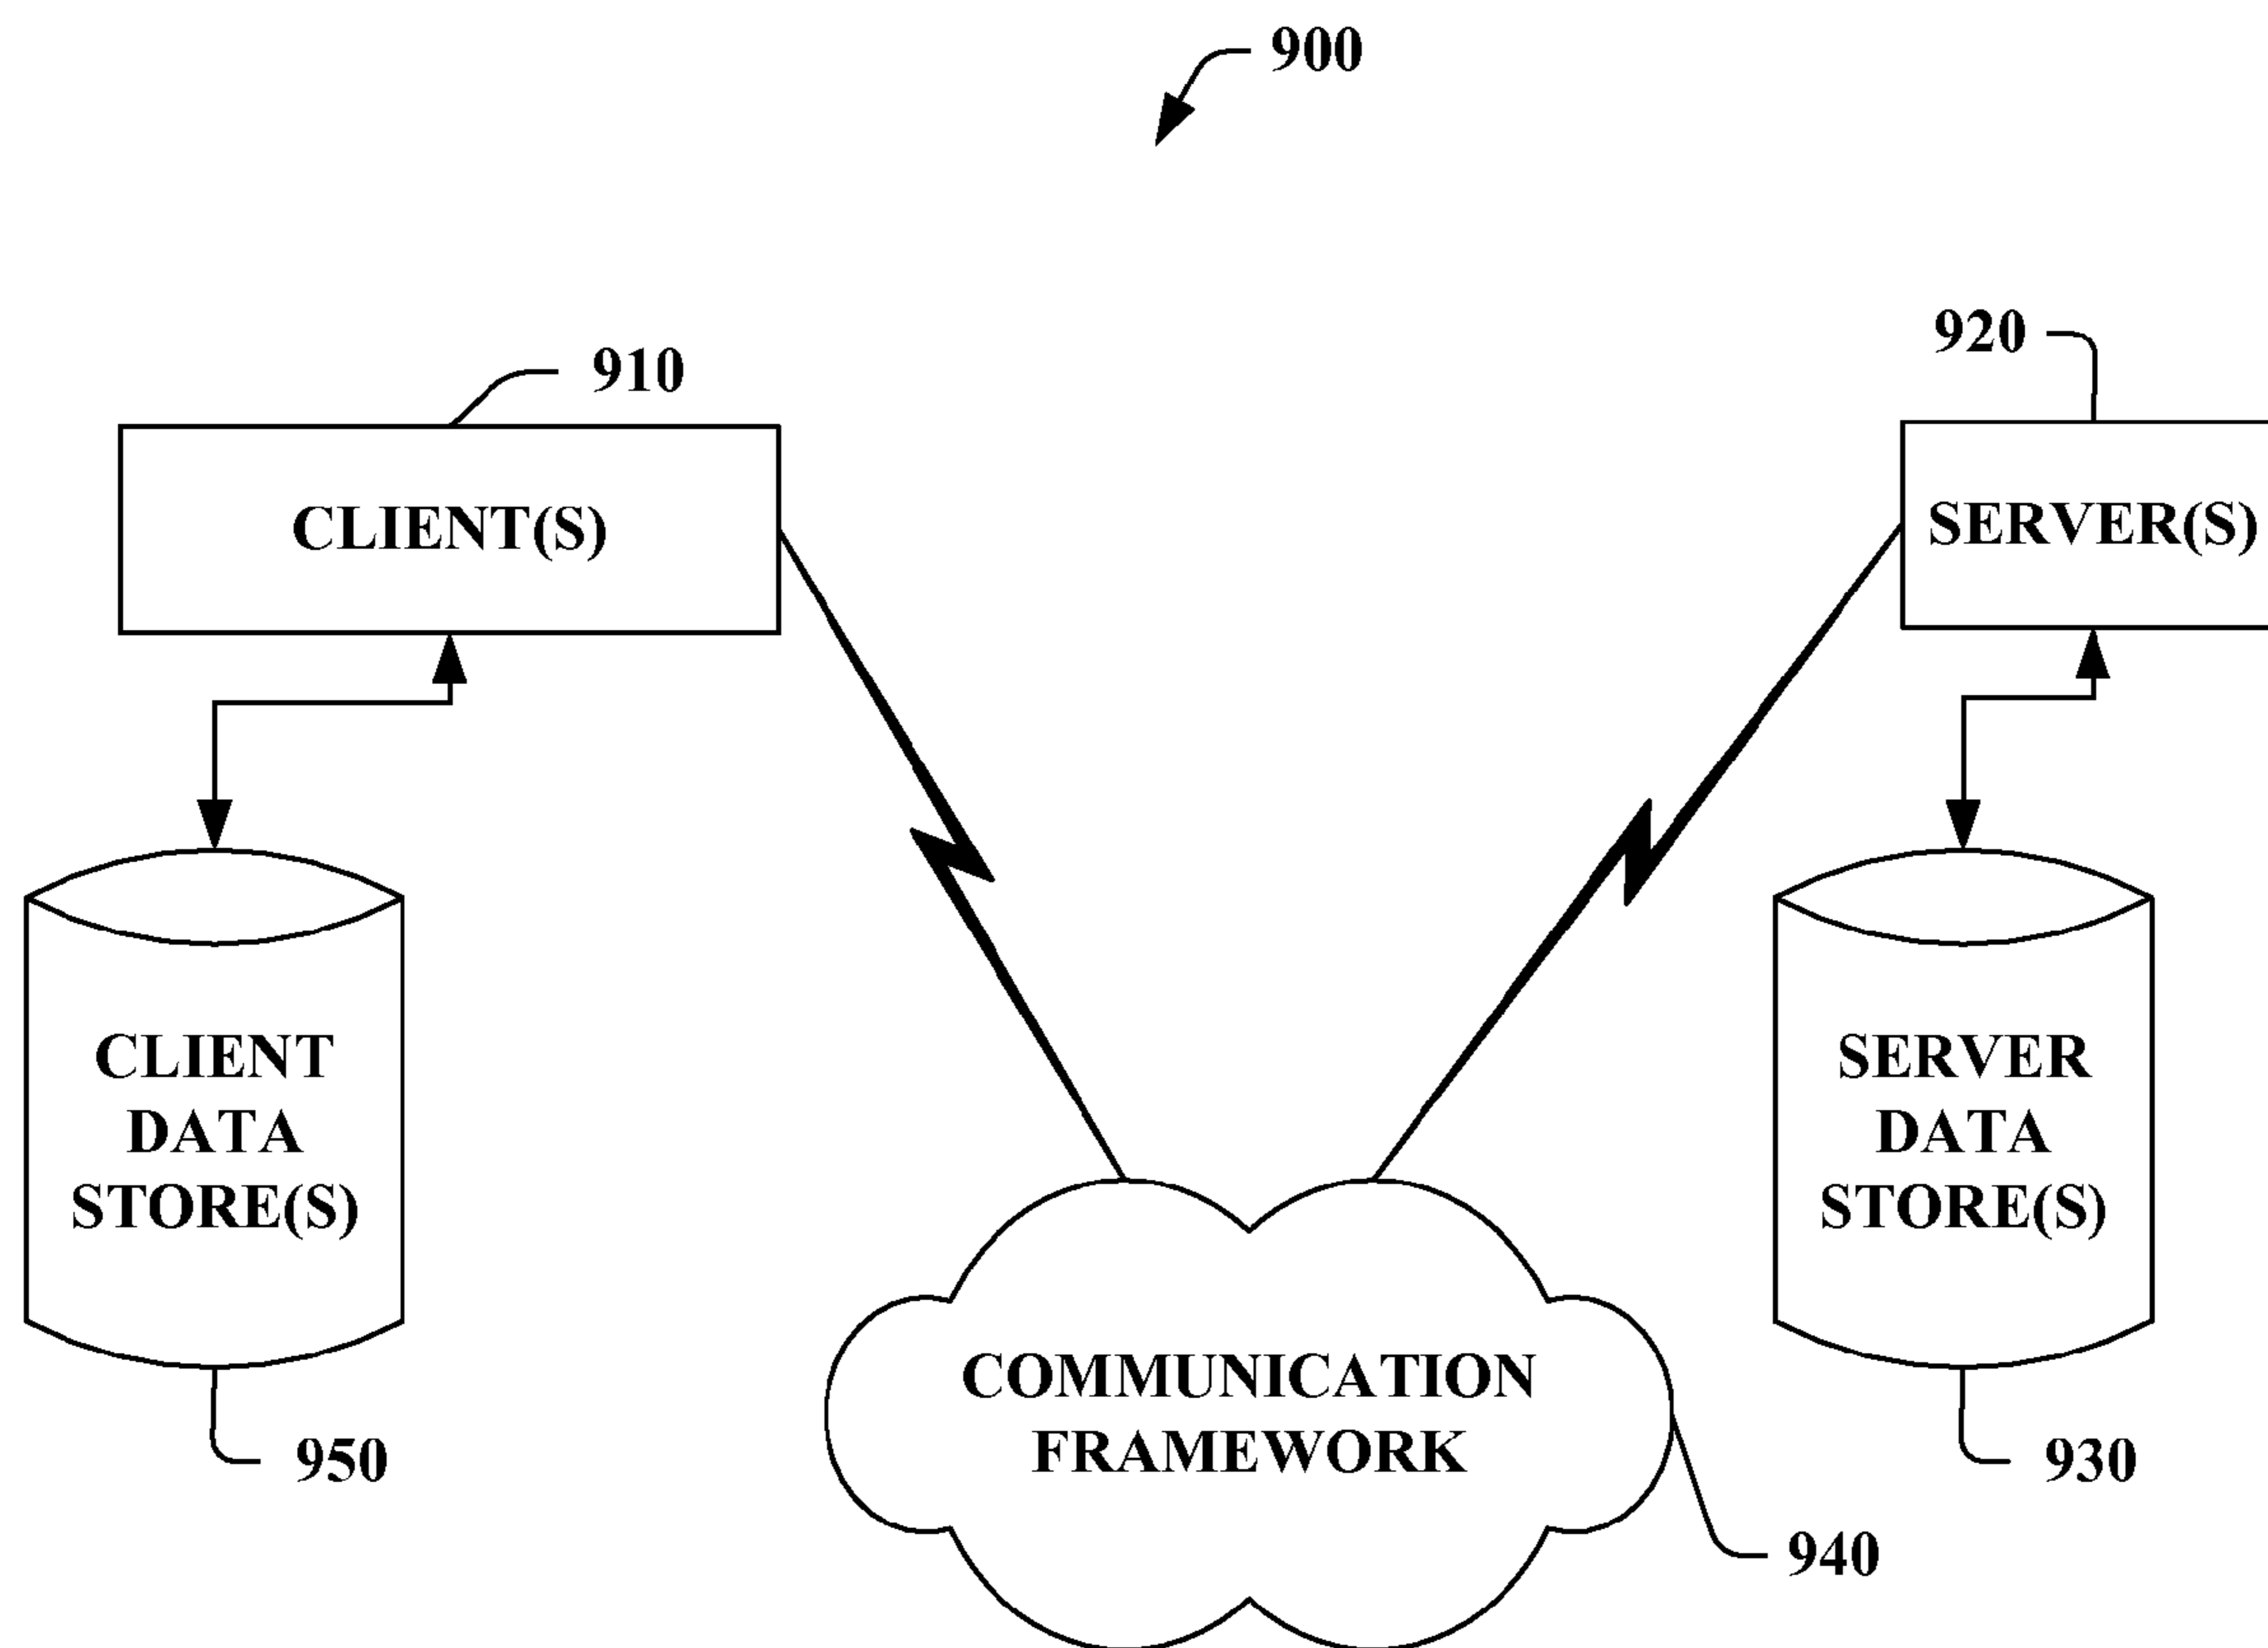 900
910
920
CLIENT(S)
SERVER(S)
CLIENT
DATA
STORE(S)
SERVER
DATA
STORE(S)
COMMUNICATION
FRAMEWORK
950
930
940